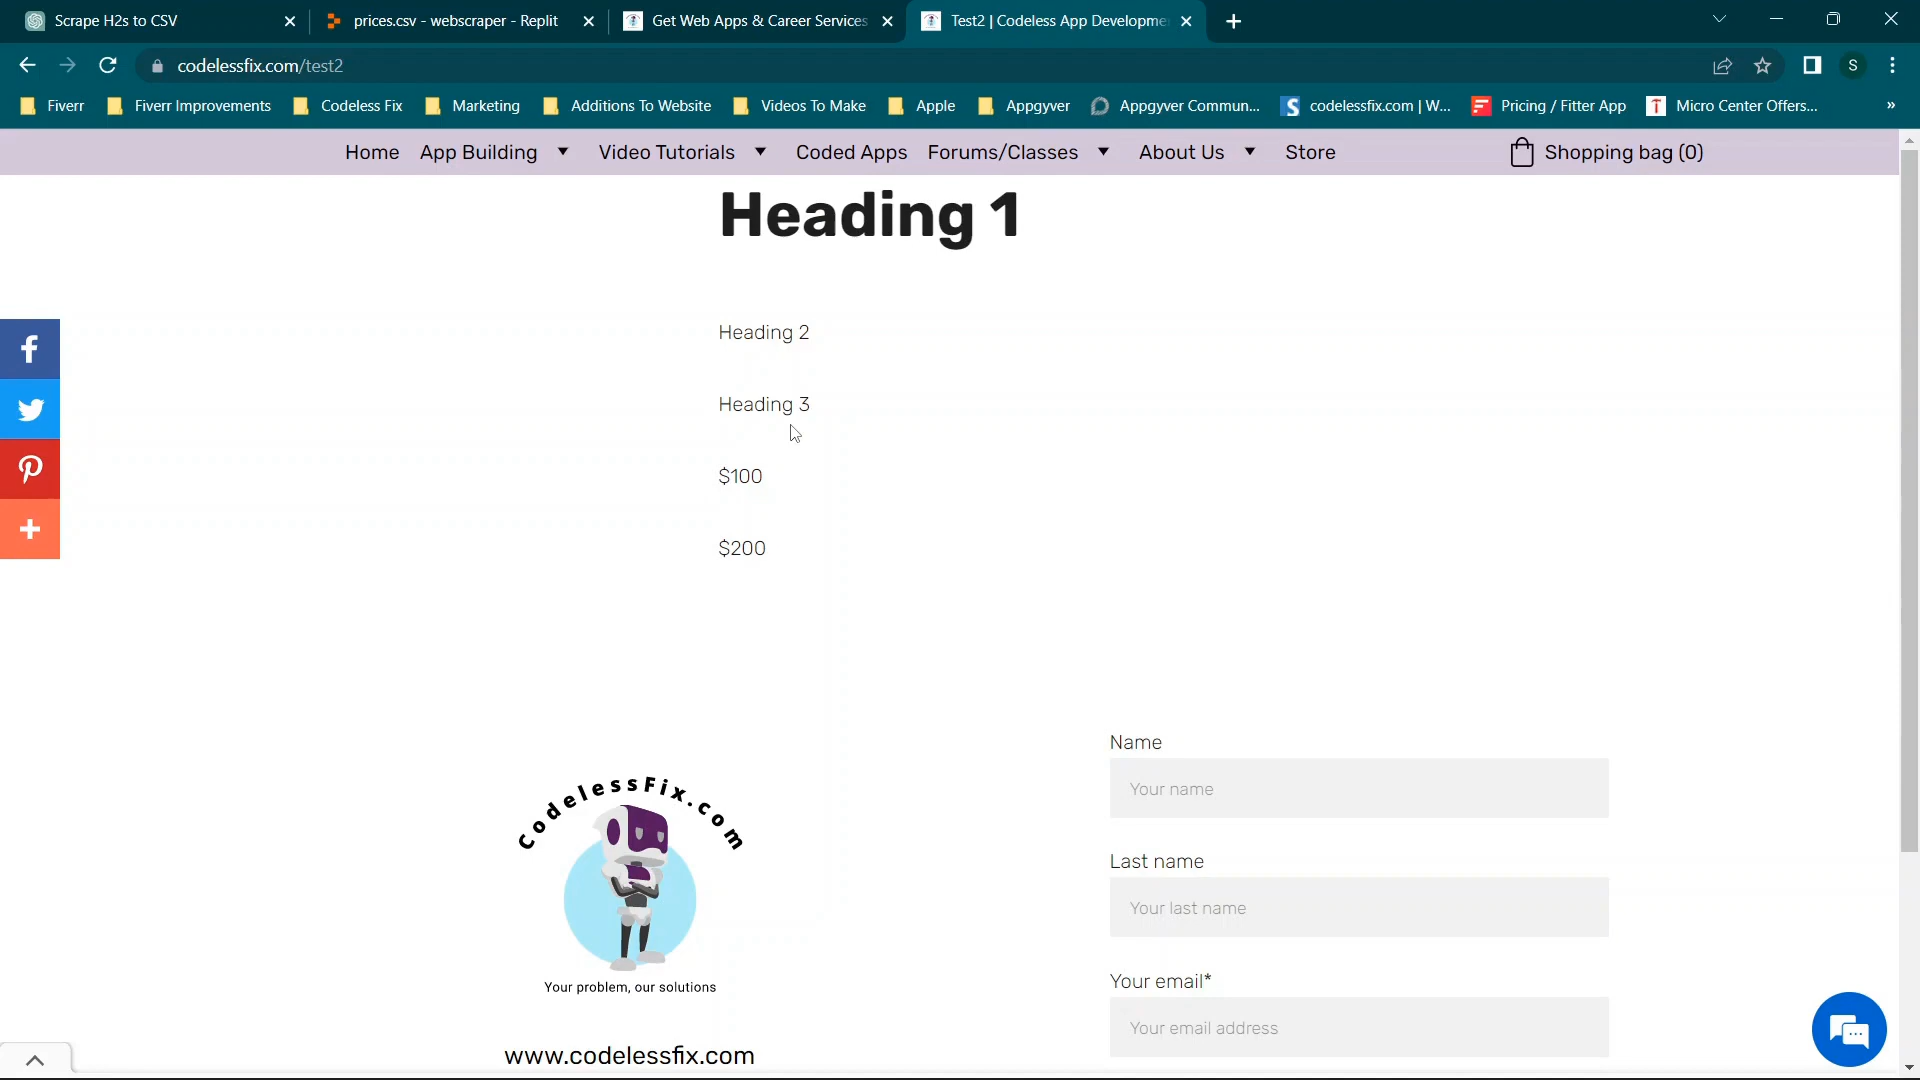 Scrape H2s to CSV
prices.csv - webscraper - Replit
Get Web Apps & Career Services
Test2 | Codeless App Developme
codelessfix.com/test2
S
Fiverr
Fiverr Improvements
Codeless Fix
Marketing
Additions To Website
Videos To Make
Apple
Appgyver
Appgyver Commun...
codelessfix.com | W...
Pricing / Fitter App
Micro Center Offers...
»
Home
App Building
Video Tutorials
Coded Apps
Forums/Classes
About Us
Store
Shopping bag (0)
Heading 1
Heading 2
Heading 3
$100
$200
Name
Your name
CodelessFix.com
Last name
Your last name
Your problem, our solutions
Your email*
Your email address
www.codelessfix.com